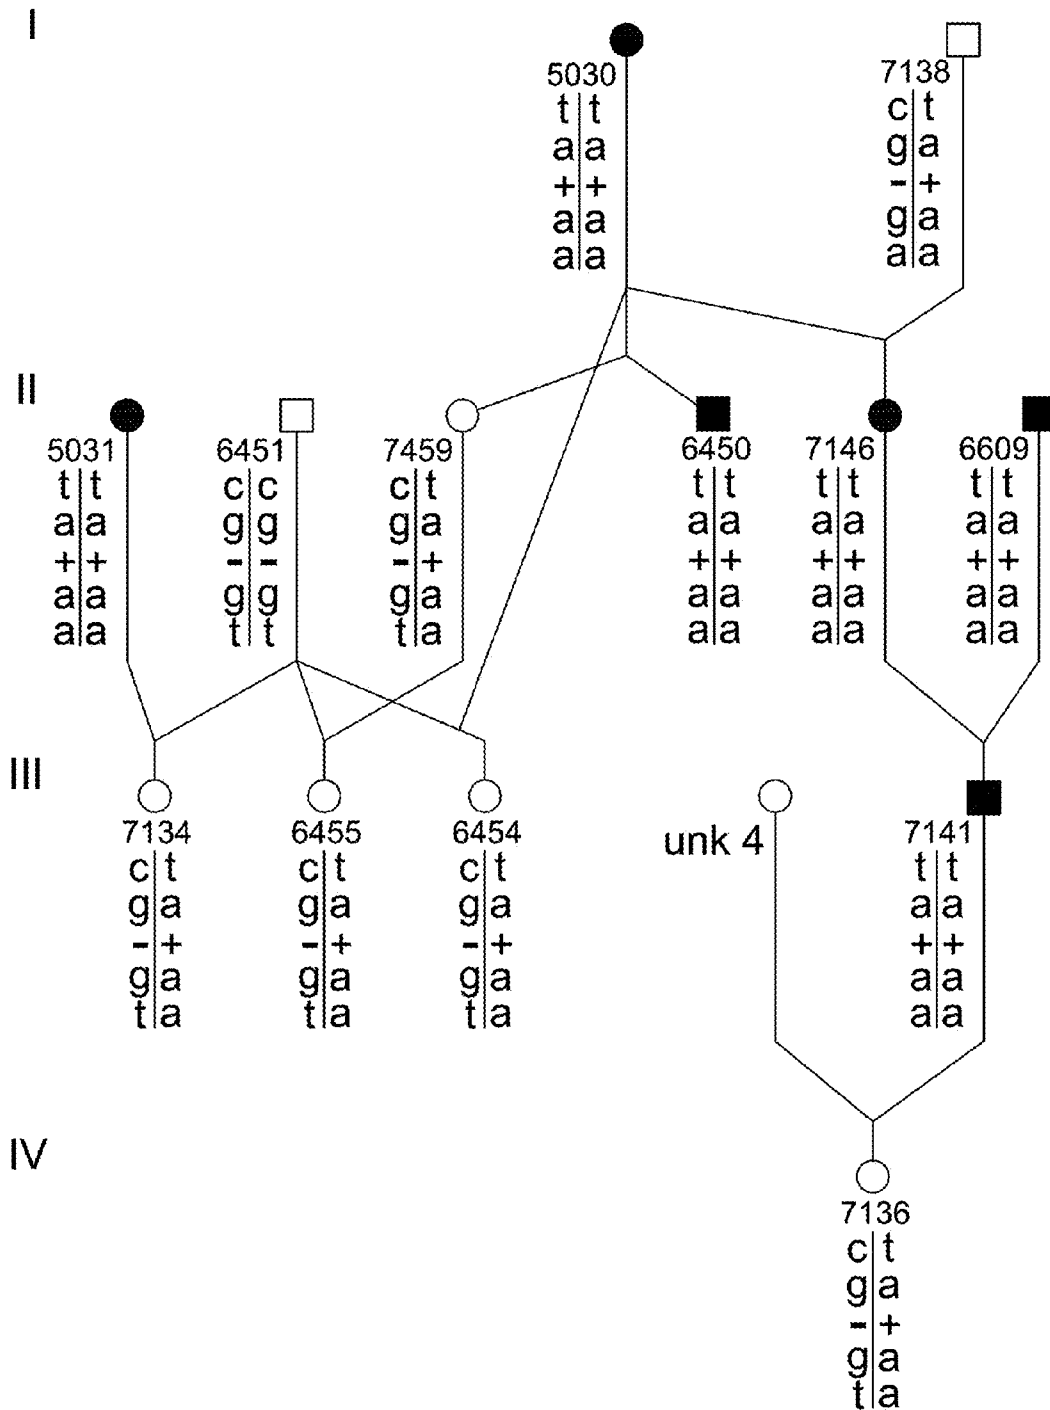 I
5030
t t
a a
+ +
a a
a a
7138
c t
g a
- +
g a
a a
II
5031
t t
a a
+ +
a a
a a
6451
c c
g g
- -
g g
t t
7459
c t
g a
- +
g a
t a
6450
t t
a a
+ +
a a
a a
7146
t t
a a
+ +
a a
a a
6609
t t
a a
+ +
a a
a a
III
7134
c t
g a
- +
g a
t a
6455
c t
g a
- +
g a
t a
6454
c t
g a
- +
g a
t a
unk 4
7141
t t
a a
+ +
a a
a a
IV
7136
c t
g a
- +
g a
t a